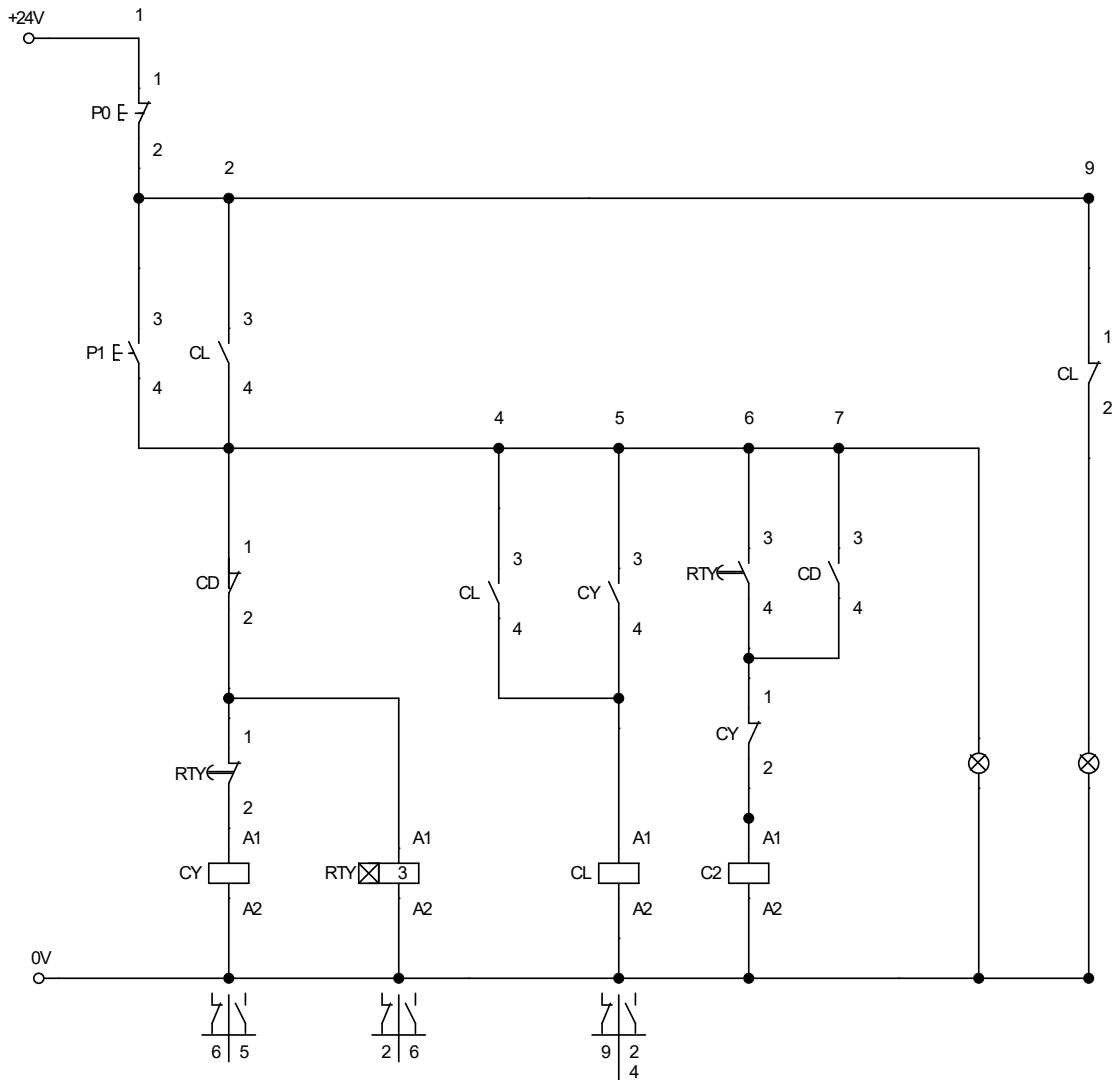 1
+24V
1
P0
2
2 9
3 3
P1 CL
4 4
1
CL
2
4 5 6 7
1 3 3 3 3
CD CL CY RTY CD
2 4 4 4 4
1 1
RTY CY
2 2
A1 A1 A1 A1
CY RTY 3 CL C2
A2 A2 A2 A2
0V
6 5 2 6 9 2
4